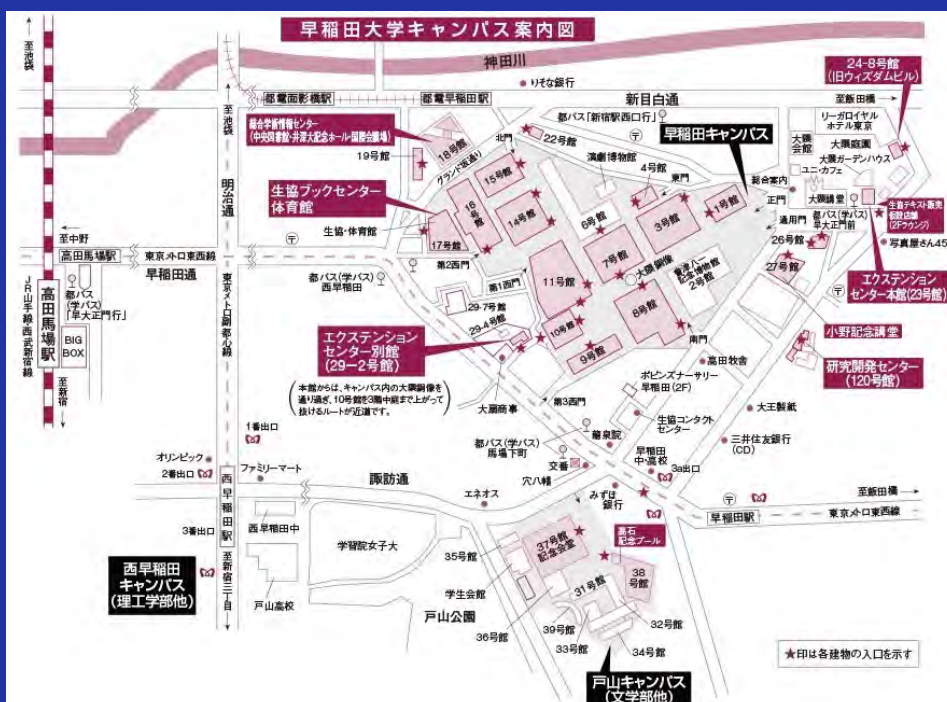 早稲田大学キャンパス案内図
至池袋
至池袋
神田川
りそな銀行
24-8号館
(旧ウィズダムビル)
都電面影橋駅
都電早稲田駅
新目白通
至飯田橋
総合学術情報センター
(中央図書館・井深大記念ホール・国際会議場)
北門
都バス「新宿駅西口行」
早稲田キャンパス
リーガロイヤル
ホテル東京
大隈会館
大隈庭園
大隈ガーデンハウス
ユニ・カフェ
19号館
18号館
グランド坂通り
22号館
演劇博物館
4号館
東門
総合案内
大隈講堂
生協ブックセンター
体育館
15号館
16号館
14号館
6号館
3号館
1号館
正門
通用門
都バス(学バス)
早大正門前
生協テキスト販売
仮設店舗
(2Fラウンジ)
写真屋さん45
明治通
生協・体育館
17号館
26号館
27号館
至中野
高田馬場駅
東京メトロ東西線
早稲田通
第2西門
第1西門
都バス(学バス)
西早稲田
7号館
大隈銅像
會津八一
記念博物館
2号館
エクステンション
センター本館(23号館)
11号館
29-7号館
29-4号館
10号館
8号館
9号館
南門
小野記念講堂
JR山手線・西武新宿線
高田馬場駅
都バス
(学バス)
「早大正門行」
BIG
BOX
至新宿
東京メトロ副都心線
エクステンション
センター別館
(29−2号館)
高田牧舎
研究開発センター
(120号館)
本館からは、キャンパス内の大隈銅像を
通り過ぎ、10号館を3階中庭まで上がって
抜けるルートが近道です。
大扇商事
第3西門
ポピンズナーサリー
早稲田(2F)
生協コンタクト
センター
大王製紙
三井住友銀行
(CD)
1番出口
オリンピック
2番出口
ファミリーマート
諏訪通
都バス(学バス)
馬場下町
龍泉院
交番
穴八幡
早稲田
中・高校
3a出口
エネオス
みずほ
銀行
早稲田駅
至飯田橋
東京メトロ東西線
西早稲田駅
3番出口
西早稲田中
学習院女子大
戸山高校
至新宿三丁目
西早稲田
キャンパス
(理工学部他)
35号館
37号館
記念会堂
高石
記念プール
38
号館
学生会館
戸山公園
31号館
36号館
39号館
33号館
32号館
34号館
戸山キャンパス
(文学部他)
★印は各建物の入口を示す